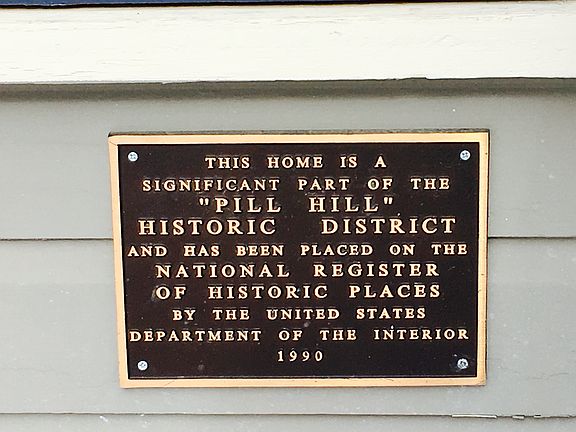 THIS HOME IS A
SIGNIFICANT PART OF THE
"PILL HILL"
HISTORIC DISTRICT
AND HAS BEEN PLACED ON THE
NATIONAL REGISTER
OF HISTORIC PLACES
BY THE UNITED STATES
DEPARTMENT OF THE INTERIOR
1990